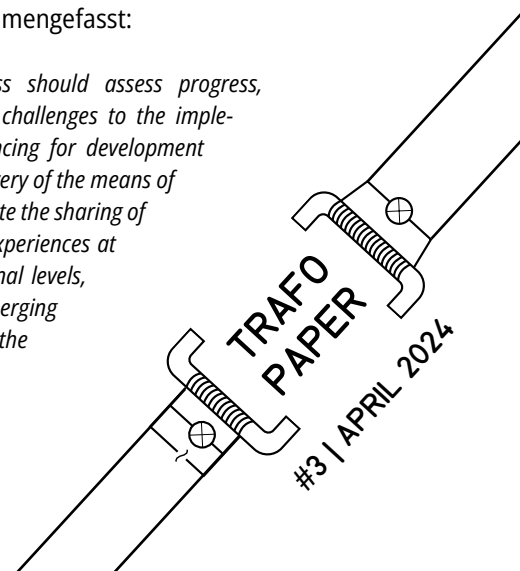 mengefasst:
ss should assess progress,
challenges to the imple-
ncing for development
very of the means of
te the sharing of
xperiences at
nal levels,
erging
the
TRAFO
PAPER
#3 | APRIL 2024